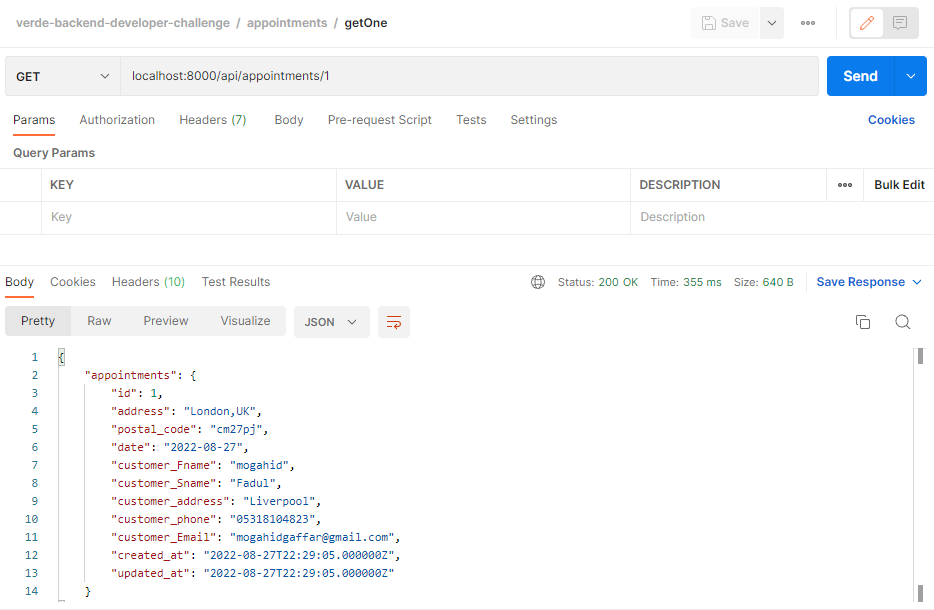 verde-backend-developer-challenge / appointments / getOne
Save
GET
localhost:8000/api/appointments/1
Send
Params Authorization Headers (7) Body Pre-request Script Tests Settings Cookies
Query Params
KEY VALUE DESCRIPTION Bulk Edit
Key Value Description
Body Cookies Headers (10) Test Results Status: 200 OK Time: 355 ms Size: 640 B Save Response
Pretty Raw Preview Visualize JSON
1 {
2 "appointments": {
3 "id": 1,
4 "address": "London,UK",
5 "postal_code": "cm27pj",
6 "date": "2022-08-27",
7 "customer_Fname": "mogahid",
8 "customer_Sname": "Fadul",
9 "customer_address": "Liverpool",
10 "customer_phone": "05318104823",
11 "customer_Email": "mogahidgaffar@gmail.com",
12 "created_at": "2022-08-27T22:29:05.000000Z",
13 "updated_at": "2022-08-27T22:29:05.000000Z"
14 }